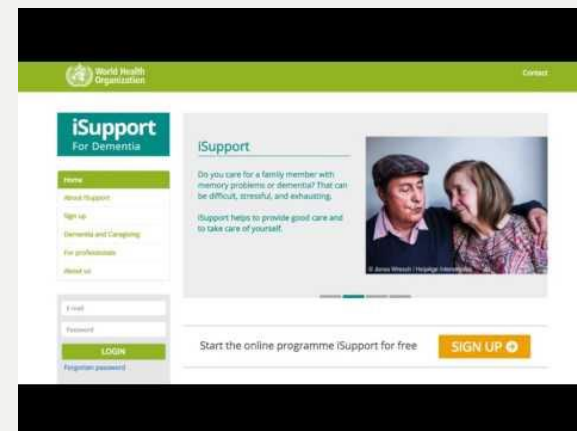 World Health
Organization
Contact
iSupport
For Dementia
Home
About iSupport
Sign up
Dementia and Caregiving
For professionals
About us
E-mail
Password
LOGIN
Forgotten password
iSupport
Do you care for a family member with
memory problems or dementia? That can
be difficult, stressful, and exhausting.
iSupport helps to provide good care and
to take care of yourself.
Start the online programme iSupport for free
SIGN UP